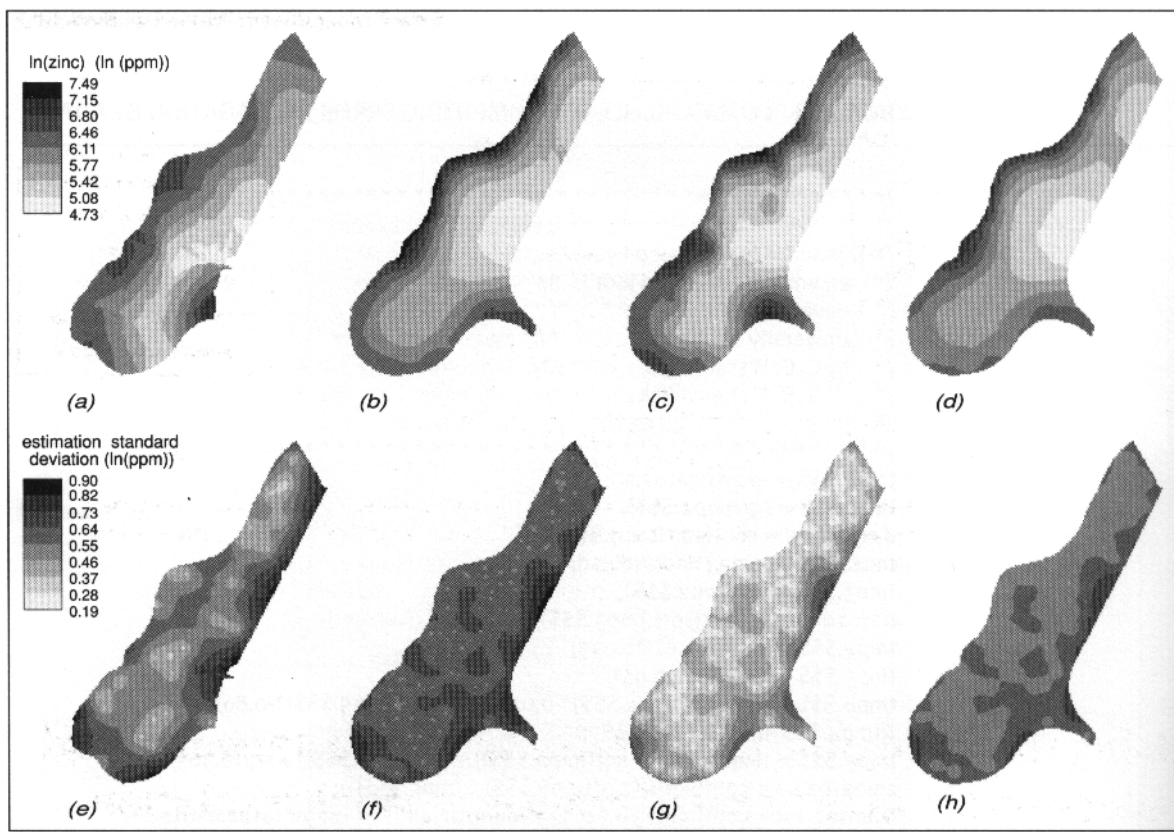 ln(zinc) (ln (ppm))
7.49
7.15
6.80
6.46
6.11
5.77
5.42
5.08
4.73
(a)
(b)
(c)
(d)
estimation standard
deviation (ln(ppm))
0.90
0.82
0.73
0.64
0.55
0.46
0.37
0.28
0.19
(e)
(f)
(g)
(h)